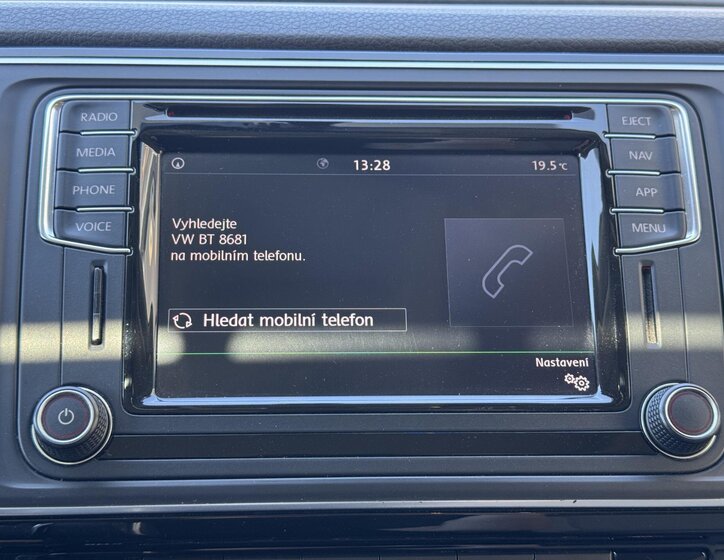 RADIO
MEDIA
PHONE
VOICE
EJECT
NAV
APP
MENU
13:28
19.5 °C
Vyhledejte
VW BT 8681
na mobilním telefonu.
Hledat mobilní telefon
Nastavení